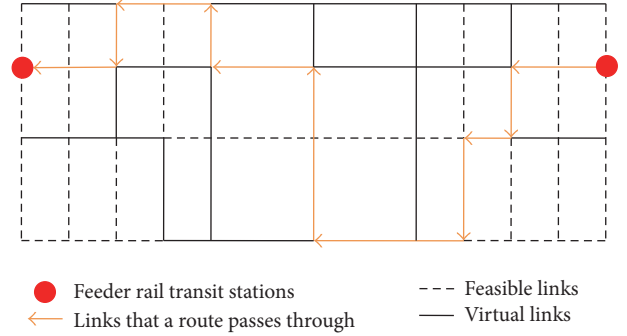 Feeder rail transit stations
Links that a route passes through
Feasible links
Virtual links